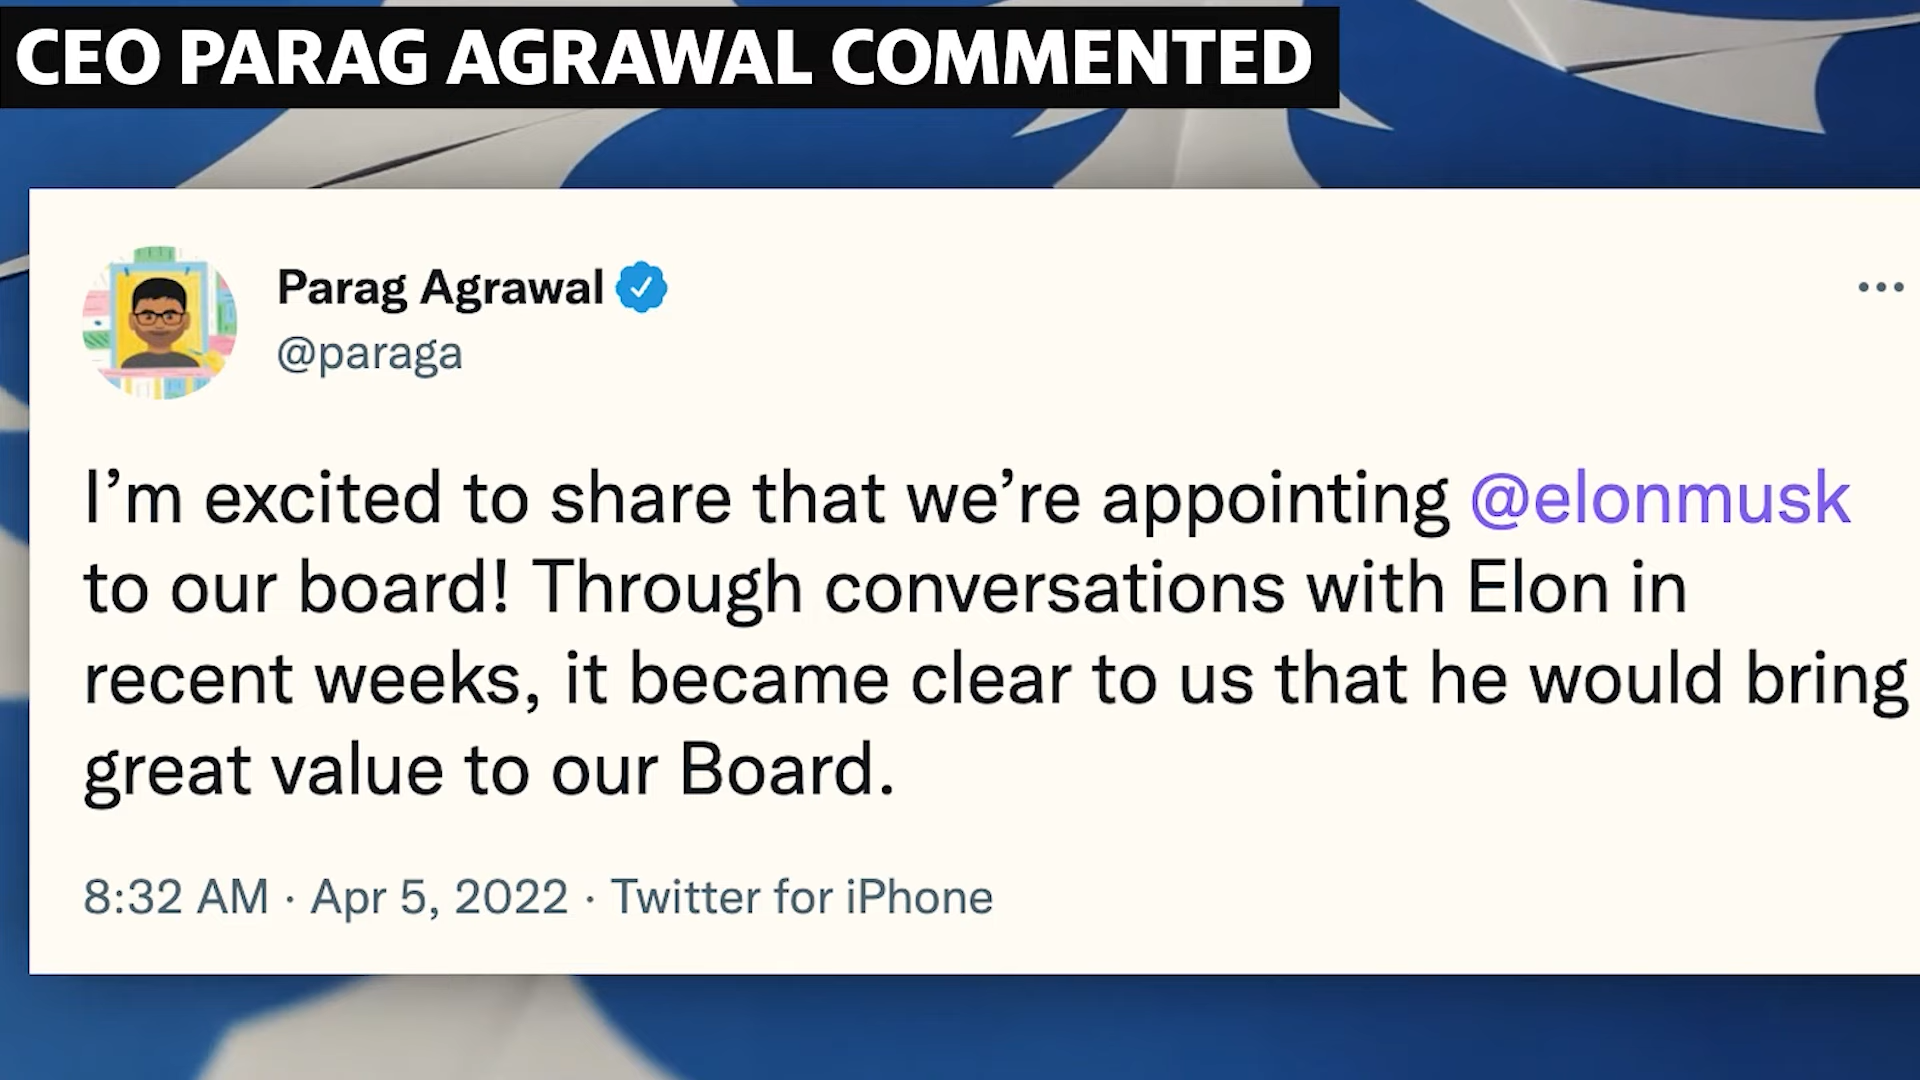 CEO PARAG AGRAWAL COMMENTED
Parag Agrawal
@paraga
I’m excited to share that we’re appointing @elonmusk
to our board! Through conversations with Elon in
recent weeks, it became clear to us that he would bring
great value to our Board.
8:32 AM · Apr 5, 2022 · Twitter for iPhone